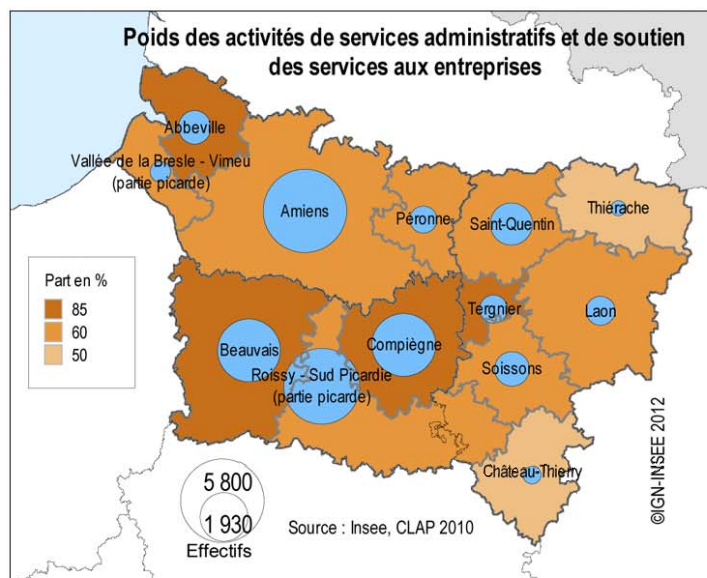 Poids des activités de services administratifs et de soutien
des services aux entreprises
Abbeville
Vallée de la Bresle - Vimeu
(partie picarde)
Amiens
Péronne
Saint-Quentin
Thiérache
Part en %
85
60
50
Beauvais
Compiègne
Tergnier
Laon
Roissy - Sud Picardie
(partie picarde)
Soissons
Château-Thierry
5 800
1 930
Effectifs
Source : Insee, CLAP 2010
©IGN-INSEE 2012